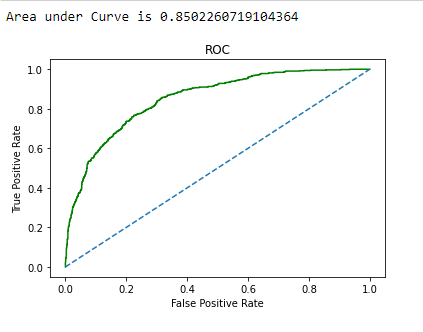 Area under Curve is 0.8502260719104364
ROC
1.0
0.8
0.6
0.4
0.2
0.0
True Positive Rate
0.0 0.2 0.4 0.6 0.8 1.0
False Positive Rate